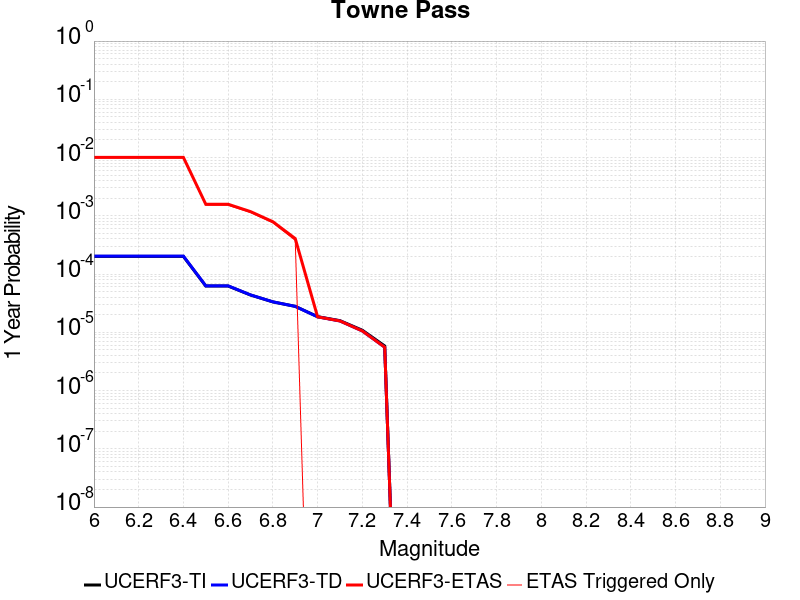 Towne Pass
10^0
10^-1
10^-2
10^-3
10^-4
10^-5
10^-6
10^-7
10^-8
1 Year Probability
6 6.2 6.4 6.6 6.8 7 7.2 7.4 7.6 7.8 8 8.2 8.4 8.6 8.8 9
Magnitude
UCERF3-TI UCERF3-TD UCERF3-ETAS ETAS Triggered Only